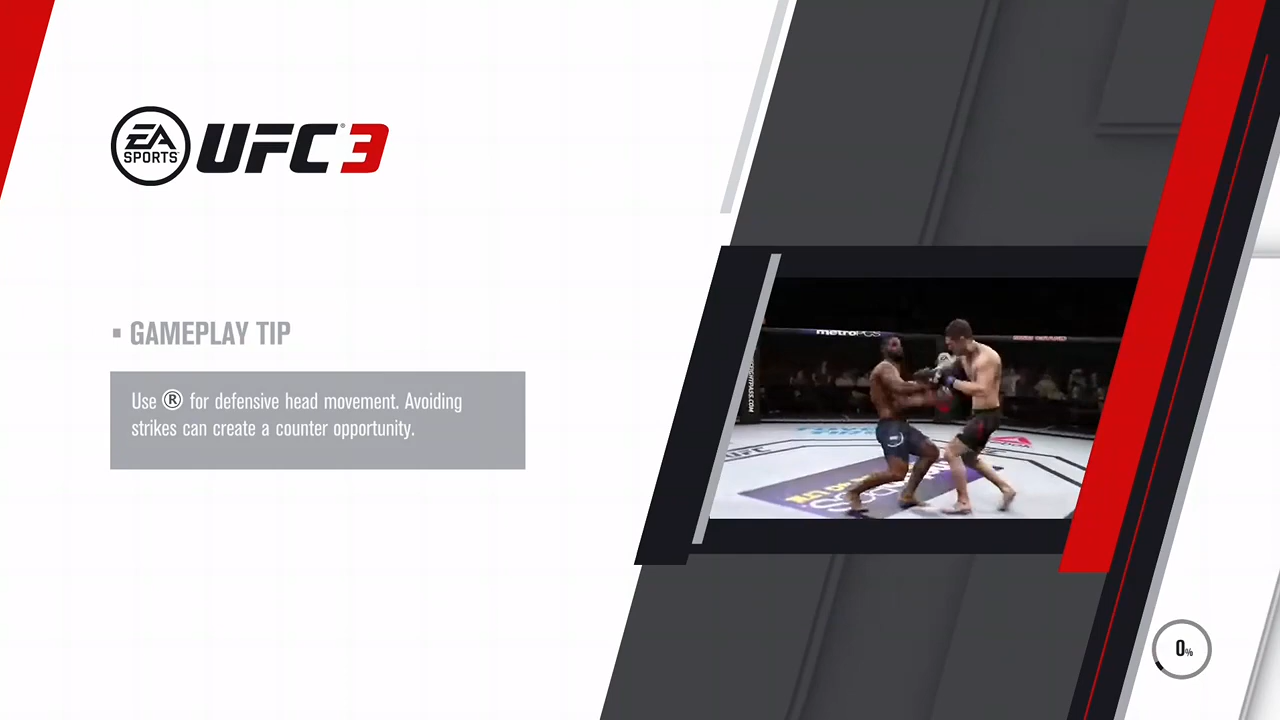 EA
SPORTS
UFC® 3
GAMEPLAY TIP
Use Ⓡ for defensive head movement. Avoiding
strikes can create a counter opportunity.
metroPCS
0%